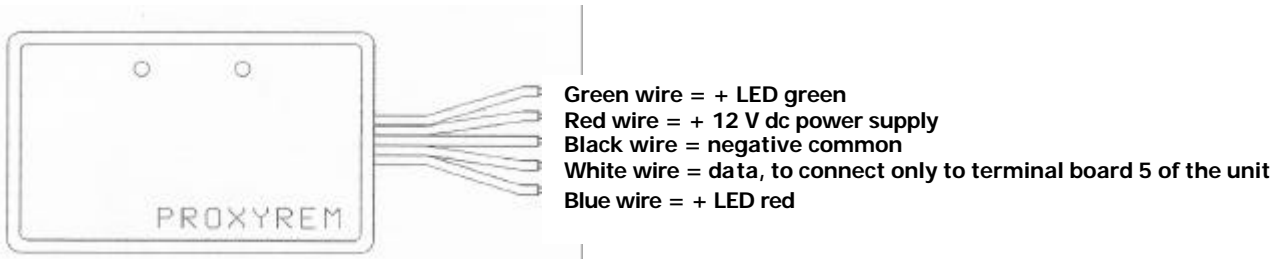 Green wire = + LED green
Red wire = + 12 V dc power supply
Black wire = negative common
White wire = data, to connect only to terminal board 5 of the unit
Blue wire = + LED red
PROXYREM